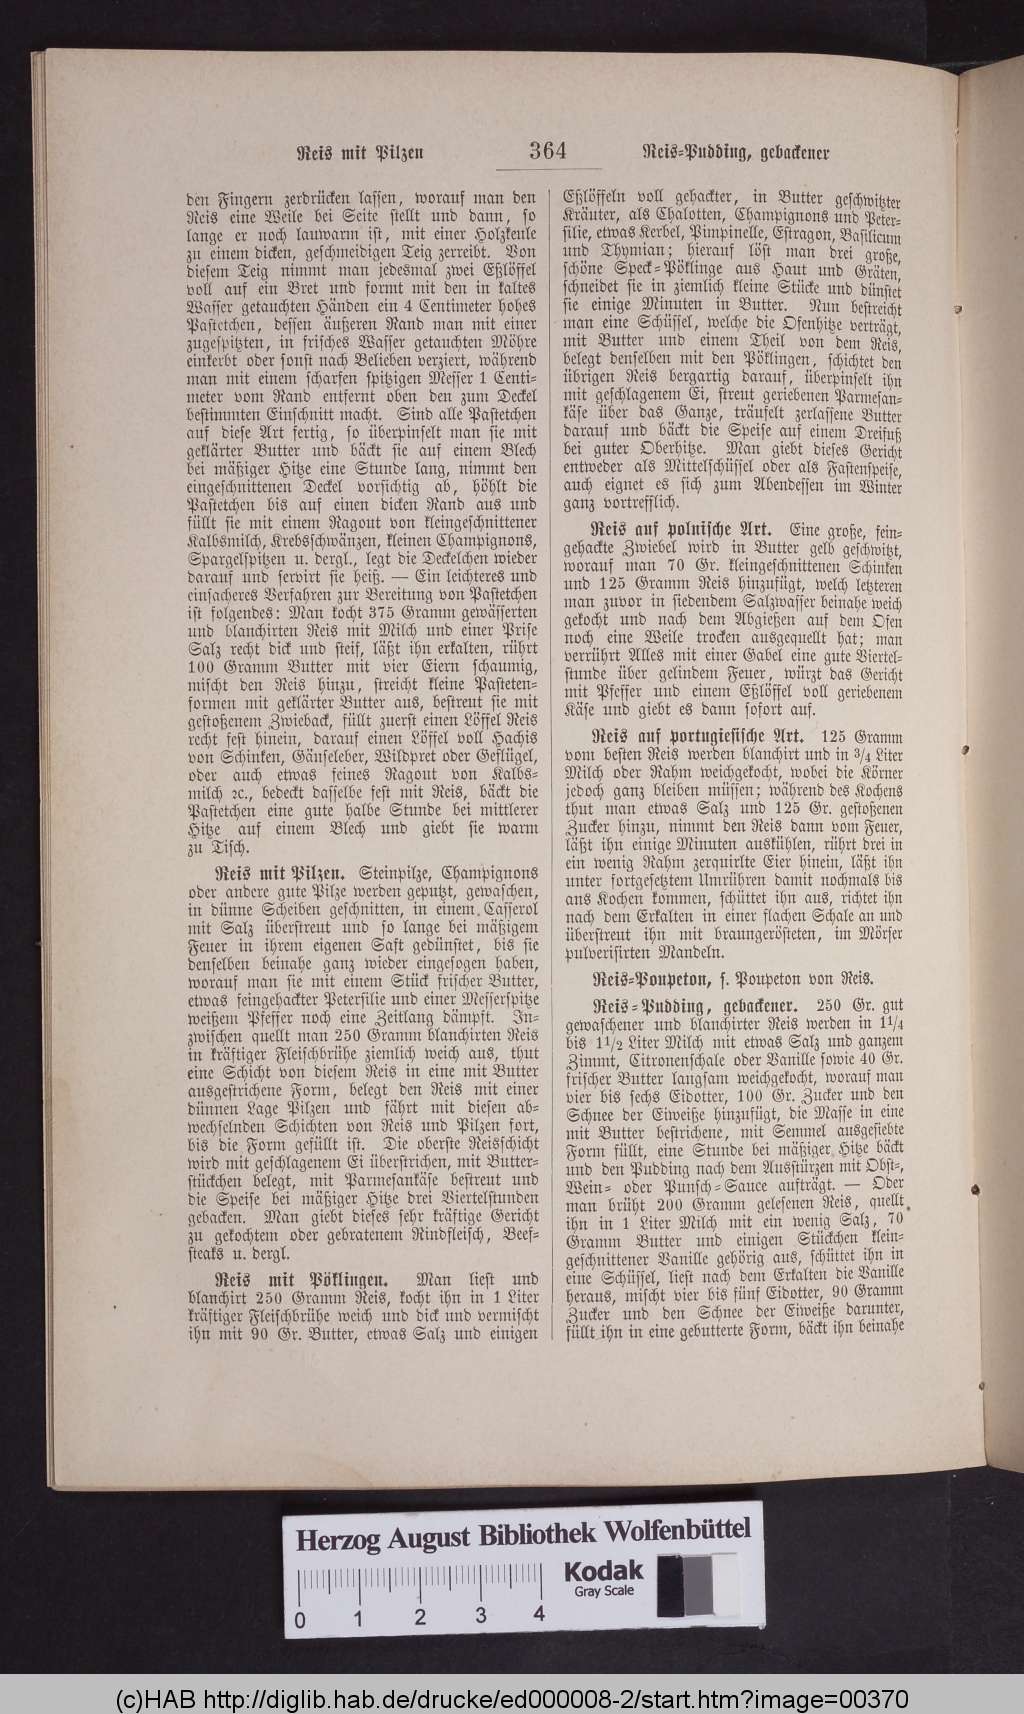 Reis mit Pilzen 364 Reis-Pudding, gebackener
den Fingern zerdrücken lassen, worauf man den
Reis eine Weile bei Seite stellt und dann, so
lange er noch lauwarm ist, mit einer Holzkeule
zu einem dicken, geschmeidigen Teig zerreibt. Von
diesem Teig nimmt man jedesmal zwei Eßlöffel
voll auf ein Bret und formt mit den in kaltes
Wasser getauchten Händen ein 4 Centimeter hohes
Pastetchen, dessen äußeren Rand man mit einer
zugespitzten, in frisches Wasser getauchten Möhre
einkerbt oder sonst nach Belieben verziert, während
man mit einem scharfen spitzigen Messer 1 Centi-
meter vom Rand entfernt oben den zum Deckel
bestimmten Einschnitt macht. Sind alle Pastetchen
auf diese Art fertig, so überpinselt man sie mit
geklärter Butter und bäckt sie auf einem Blech
bei mäßiger Hitze eine Stunde lang, nimmt den
eingeschnittenen Deckel vorsichtig ab, höhlt die
Pastetchen bis auf einen dicken Rand aus und
füllt sie mit einem Ragout von kleingeschnittener
Kalbsmilch, Krebsschwänzen, kleinen Champignons,
Spargelspitzen u. dergl., legt die Deckelchen wieder
darauf und servirt sie heiß. — Ein leichteres und
einfacheres Verfahren zur Bereitung von Pastetchen
ist folgendes: Man kocht 375 Gramm gewässerten
und blanchirten Reis mit Milch und einer Prise
Salz recht dick und steif, läßt ihn erkalten, rührt
100 Gramm Butter mit vier Eiern schaumig,
mischt den Reis hinzu, streicht kleine Pasteten-
formen mit geklärter Butter aus, bestreut sie mit
gestoßenem Zwieback, füllt zuerst einen Löffel Reis
recht fest hinein, darauf einen Löffel voll Hachis
von Schinken, Gänseleber, Wildpret oder Geflügel,
oder auch etwas feines Ragout von Kalbs-
milch ꝛc., bedeckt dasselbe fest mit Reis, bäckt die
Pastetchen eine gute halbe Stunde bei mittlerer
Hitze auf einem Blech und giebt sie warm
zu Tisch.
Reis mit Pilzen. Steinpilze, Champignons
oder andere gute Pilze werden geputzt, gewaschen,
in dünne Scheiben geschnitten, in einem Casserol
mit Salz überstreut und so lange bei mäßigem
Feuer in ihrem eigenen Saft gedünstet, bis sie
denselben beinahe ganz wieder eingesogen haben,
worauf man sie mit einem Stück frischer Butter,
etwas feingehackter Petersilie und einer Messerspitze
weißem Pfeffer noch eine Zeitlang dämpft. In-
zwischen quellt man 250 Gramm blanchirten Reis
in kräftiger Fleischbrühe ziemlich weich aus, thut
eine Schicht von diesem Reis in eine mit Butter
ausgestrichene Form, belegt den Reis mit einer
dünnen Lage Pilzen und fährt mit diesen ab-
wechselnden Schichten von Reis und Pilzen fort,
bis die Form gefüllt ist. Die oberste Reisschicht
wird mit geschlagenem Ei überstrichen, mit Butter-
stückchen belegt, mit Parmesankäse bestreut und
die Speise bei mäßiger Hitze drei Viertelstunden
gebacken. Man giebt dieses sehr kräftige Gericht
zu gekochtem oder gebratenem Rindfleisch, Beef-
steaks u. dergl.
Reis mit Pöklingen. Man liest und
blanchirt 250 Gramm Reis, kocht ihn in 1 Liter
kräftiger Fleischbrühe weich und dick und vermischt
ihn mit 90 Gr. Butter, etwas Salz und einigen
Eßlöffeln voll gehackter, in Butter geschwitzter
Kräuter, als Chalotten, Champignons und Peter-
silie, etwas Kerbel, Pimpinelle, Estragon, Basilicum
und Thymian; hierauf löst man drei große,
schöne Speck-Pöklinge aus Haut und Gräten,
schneidet sie in ziemlich kleine Stücke und dünstet
sie einige Minuten in Butter. Nun bestreicht
man eine Schüssel, welche die Ofenhitze verträgt,
mit Butter und einem Theil von dem Reis,
belegt denselben mit den Pöklingen, schichtet den
übrigen Reis bergartig darauf, überpinselt ihn
mit geschlagenem Ei, streut geriebenen Parmesan-
käse über das Ganze, träufelt zerlassene Butter
darauf und bäckt die Speise auf einem Dreifuß
bei guter Oberhitze. Man giebt dieses Gericht
entweder als Mittelschüssel oder als Fastenspeise,
auch eignet es sich zum Abendessen im Winter
ganz vortrefflich.
Reis auf polnische Art. Eine große, fein-
gehackte Zwiebel wird in Butter gelb geschwitzt,
worauf man 70 Gr. kleingeschnittenen Schinken
und 125 Gramm Reis hinzufügt, welch letzteren
man zuvor in siedendem Salzwasser beinahe weich
gekocht und nach dem Abgießen auf dem Ofen
noch eine Weile trocken ausgequellt hat; man
verrührt Alles mit einer Gabel eine gute Viertel-
stunde über gelindem Feuer, würzt das Gericht
mit Pfeffer und einem Eßlöffel voll geriebenem
Käse und giebt es dann sofort auf.
Reis auf portugiesische Art. 125 Gramm
vom besten Reis werden blanchirt und in 3/4 Liter
Milch oder Rahm weichgekocht, wobei die Körner
jedoch ganz bleiben müssen; während des Kochens
thut man etwas Salz und 125 Gr. gestoßenen
Zucker hinzu, nimmt den Reis dann vom Feuer,
läßt ihn einige Minuten auskühlen, rührt drei in
ein wenig Rahm zerquirlte Eier hinein, läßt ihn
unter fortgesetztem Umrühren damit nochmals bis
ans Kochen kommen, schüttet ihn aus, richtet ihn
nach dem Erkalten in einer flachen Schale an und
überstreut ihn mit braungerösteten, im Mörser
pulverisirten Mandeln.
Reis-Poupeton, s. Poupeton von Reis.
Reis-Pudding, gebackener. 250 Gr. gut
gewaschener und blanchirter Reis werden in 1 1/4
bis 1 1/2 Liter Milch mit etwas Salz und ganzem
Zimmt, Citronenschale oder Vanille sowie 40 Gr.
frischer Butter langsam weichgekocht, worauf man
vier bis sechs Eidotter, 100 Gr. Zucker und den
Schnee der Eiweiße hinzufügt, die Masse in eine
mit Butter bestrichene, mit Semmel ausgesiebte
Form füllt, eine Stunde bei mäßiger Hitze bäckt
und den Pudding nach dem Ausstürzen mit Obst-,
Wein- oder Punsch-Sauce aufträgt. — Oder
man brüht 200 Gramm gelesenen Reis, quellt
ihn in 1 Liter Milch mit ein wenig Salz, 70
Gramm Butter und einigen Stückchen klein-
geschnittener Vanille gehörig aus, schüttet ihn in
eine Schüssel, liest nach dem Erkalten die Vanille
heraus, mischt vier bis fünf Eidotter, 90 Gramm
Zucker und den Schnee der Eiweiße darunter,
füllt ihn in eine gebutterte Form, bäckt ihn beinahe
Herzog August Bibliothek Wolfenbüttel
Kodak
Gray Scale
0 1 2 3 4
(c)HAB http://diglib.hab.de/drucke/ed000008-2/start.htm?image=00370